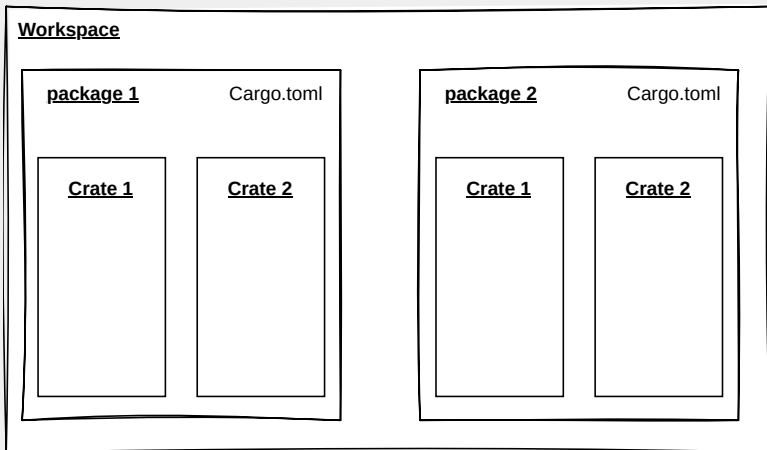 Workspace
package 1 Cargo.toml
package 2 Cargo.toml
Crate 1
Crate 2
Crate 1
Crate 2